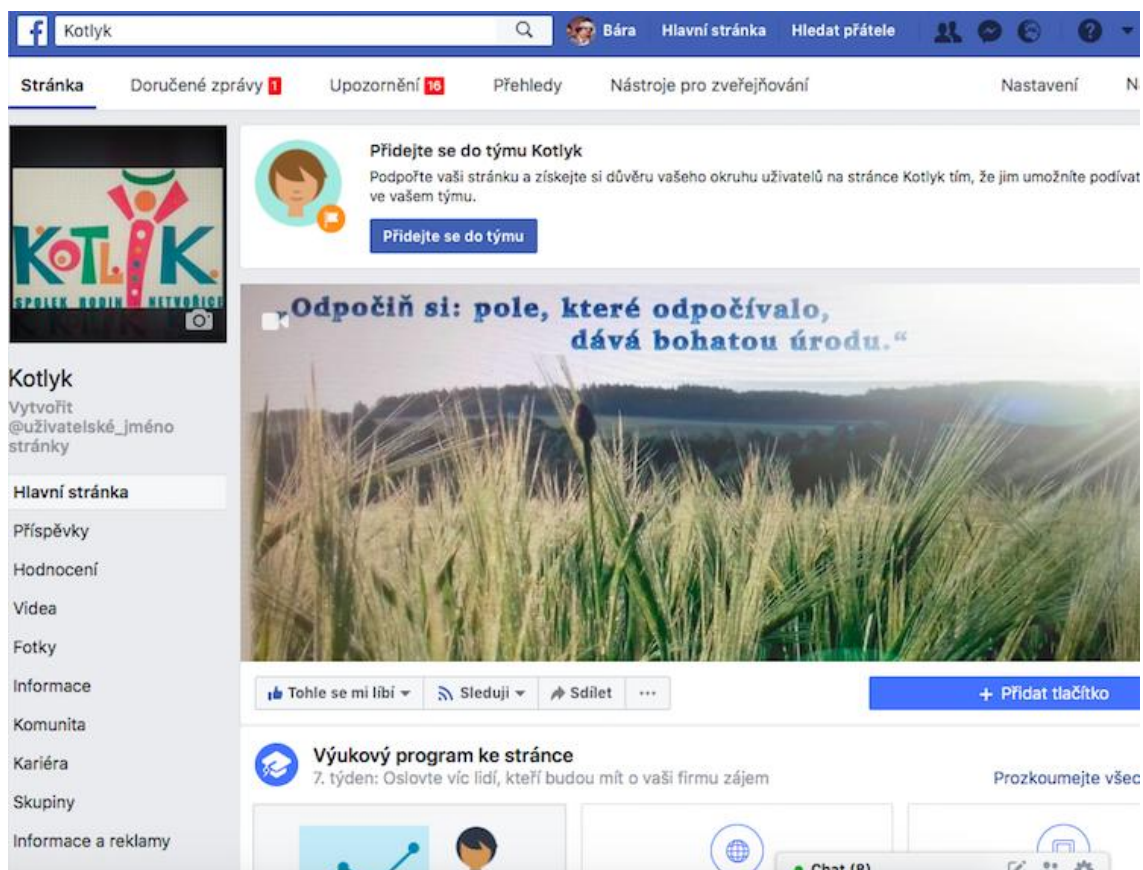 Kotlyk
Bára
Hlavní stránka
Hledat přátele
Stránka
Doručené zprávy 1
Upozornění 16
Přehledy
Nástroje pro zveřejňování
Nastavení
Přidejte se do týmu Kotlyk
Podpořte vaši stránku a získejte si důvěru vašeho okruhu uživatelů na stránce Kotlyk tím, že jim umožníte podívat
ve vašem týmu.
Přidejte se do týmu
KOTLYK
SPOLEK RODIN NETVOŘICE
„Odpočiň si: pole, které odpočívalo,
dává bohatou úrodu.“
Kotlyk
Vytvořit
@uživatelské_jméno
stránky
Hlavní stránka
Příspěvky
Hodnocení
Videa
Fotky
Informace
Komunita
Kariéra
Skupiny
Informace a reklamy
Tohle se mi líbí
Sleduji
Sdílet
+ Přidat tlačítko
Výukový program ke stránce
7. týden: Oslovte víc lidí, kteří budou mít o vaši firmu zájem
Prozkoumejte všec
Chat (8)